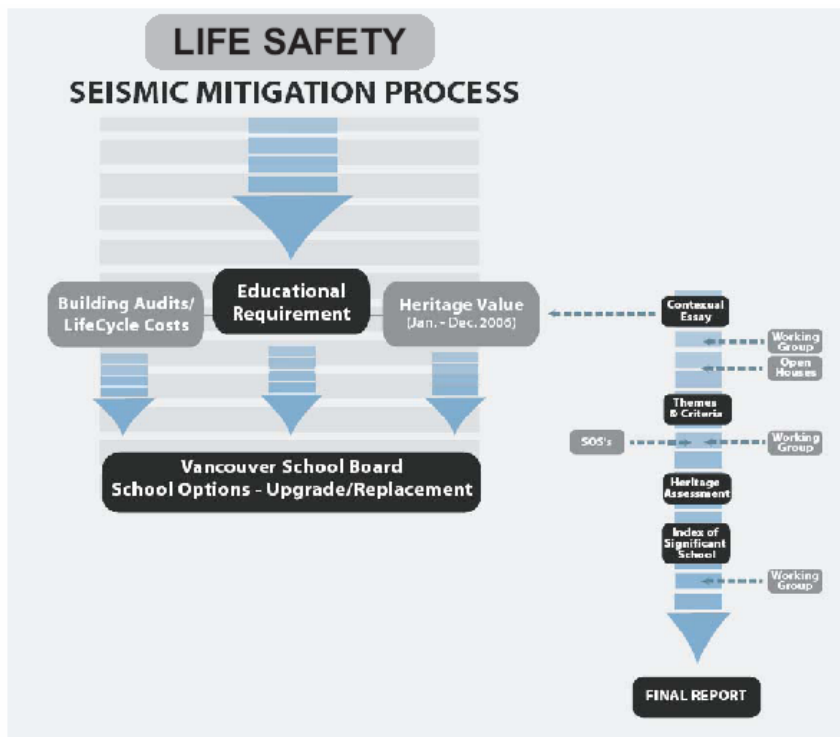 LIFE SAFETY
SEISMIC MITIGATION PROCESS
Building Audits/
LifeCycle Costs
Educational
Requirement
Heritage Value
(Jan. - Dec. 2006)
Vancouver School Board
School Options - Upgrade/Replacement
Contexual
Essay
Working
Group
Open
Houses
Themes
& Criteria
SOS's
Working
Group
Heritage
Assessment
Index of
Significant
School
Working
Group
FINAL REPORT